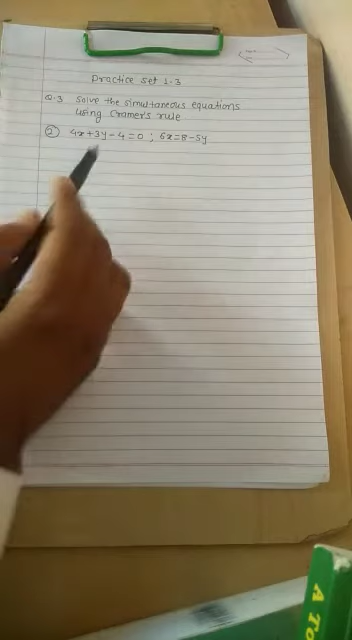 Practice set 1.3
Q.3 Solve the simultaneous equations
using Cramer's rule
② 4x+3y-4=0 ; 6x=8-5y
A TO